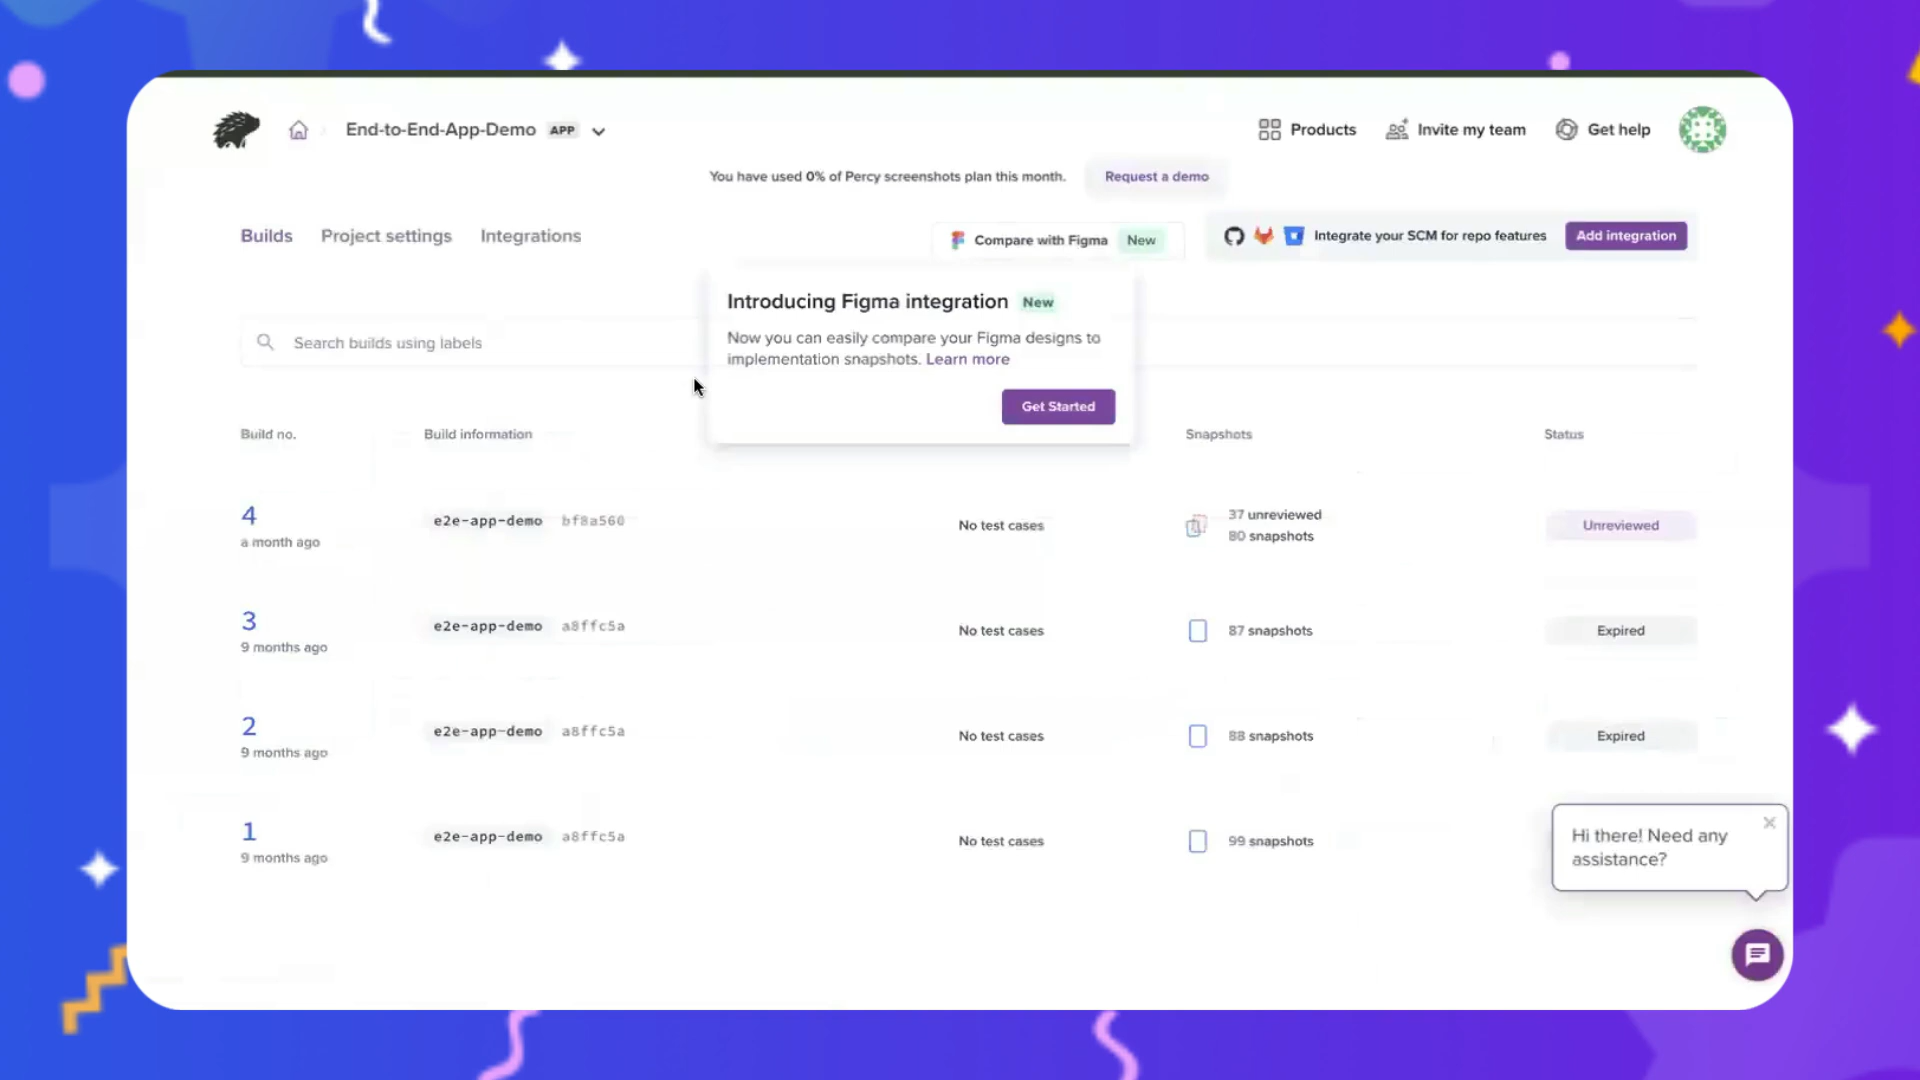 End-to-End-App-Demo APP
Products
Invite my team
Get help
You have used 0% of Percy screenshots plan this month.
Request a demo
Builds
Project settings
Integrations
Compare with Figma New
Integrate your SCM for repo features
Add integration
Introducing Figma integration New
Now you can easily compare your Figma designs to
implementation snapshots. Learn more
Get Started
Search builds using labels
Build no.
Build information
Snapshots
Status
4
a month ago
e2e-app-demo bf8a560
No test cases
37 unreviewed
80 snapshots
Unreviewed
3
9 months ago
e2e-app-demo a8ffc5a
No test cases
87 snapshots
Expired
2
9 months ago
e2e-app-demo a8ffc5a
No test cases
88 snapshots
Expired
1
9 months ago
e2e-app-demo a8ffc5a
No test cases
99 snapshots
Hi there! Need any
assistance?